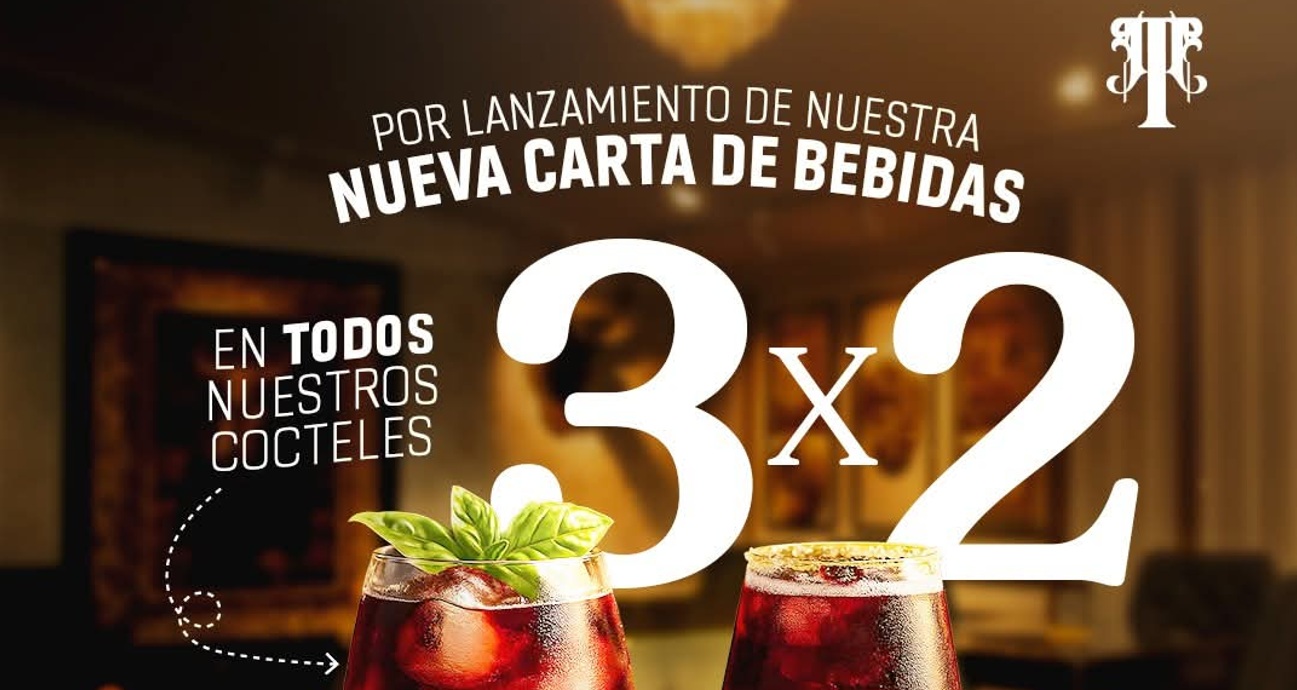 POR LANZAMIENTO DE NUESTRA
NUEVA CARTA DE BEBIDAS
3x2
EN TODOS
NUESTROS
COCTELES